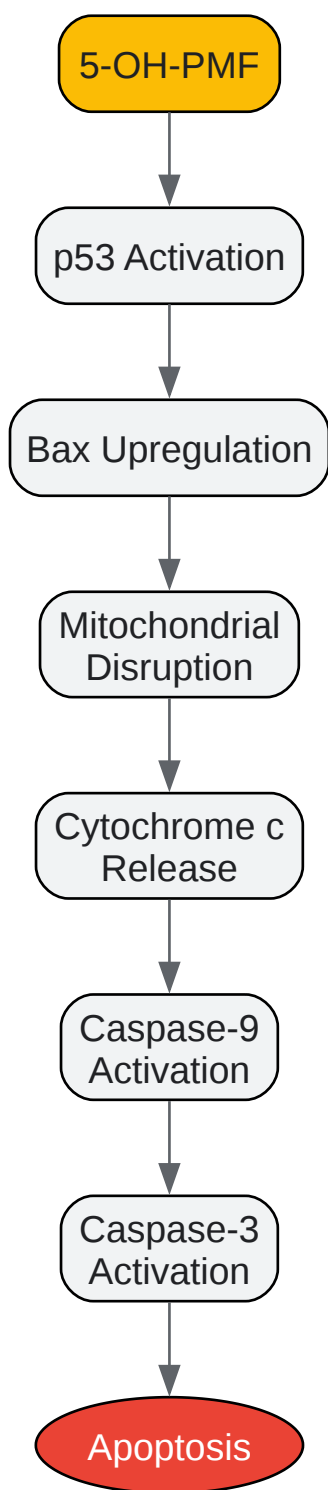 5-OH-PMF
p53 Activation
Bax Upregulation
Mitochondrial
Disruption
Cytochrome c
Release
Caspase-9
Activation
Caspase-3
Activation
Apoptosis